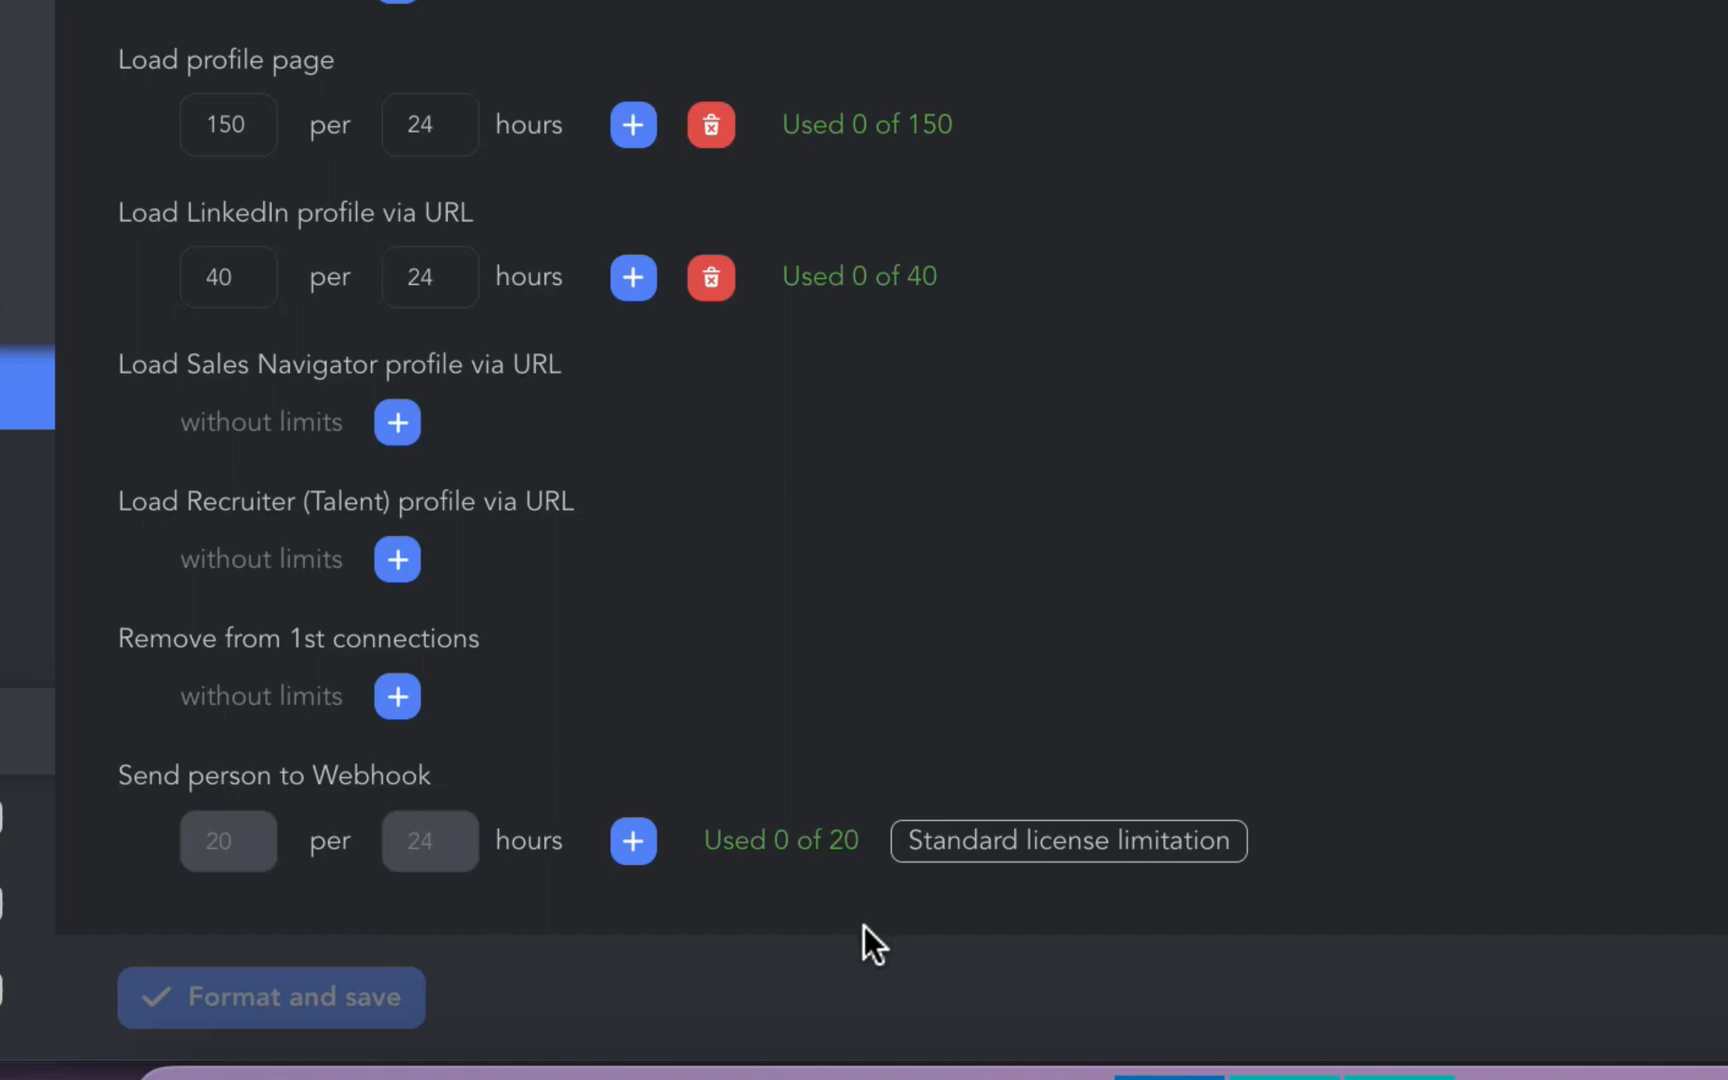 Load profile page
150 per 24 hours Used 0 of 150
Load LinkedIn profile via URL
40 per 24 hours Used 0 of 40
Load Sales Navigator profile via URL
without limits
Load Recruiter (Talent) profile via URL
without limits
Remove from 1st connections
without limits
Send person to Webhook
20 per 24 hours Used 0 of 20 Standard license limitation
Format and save